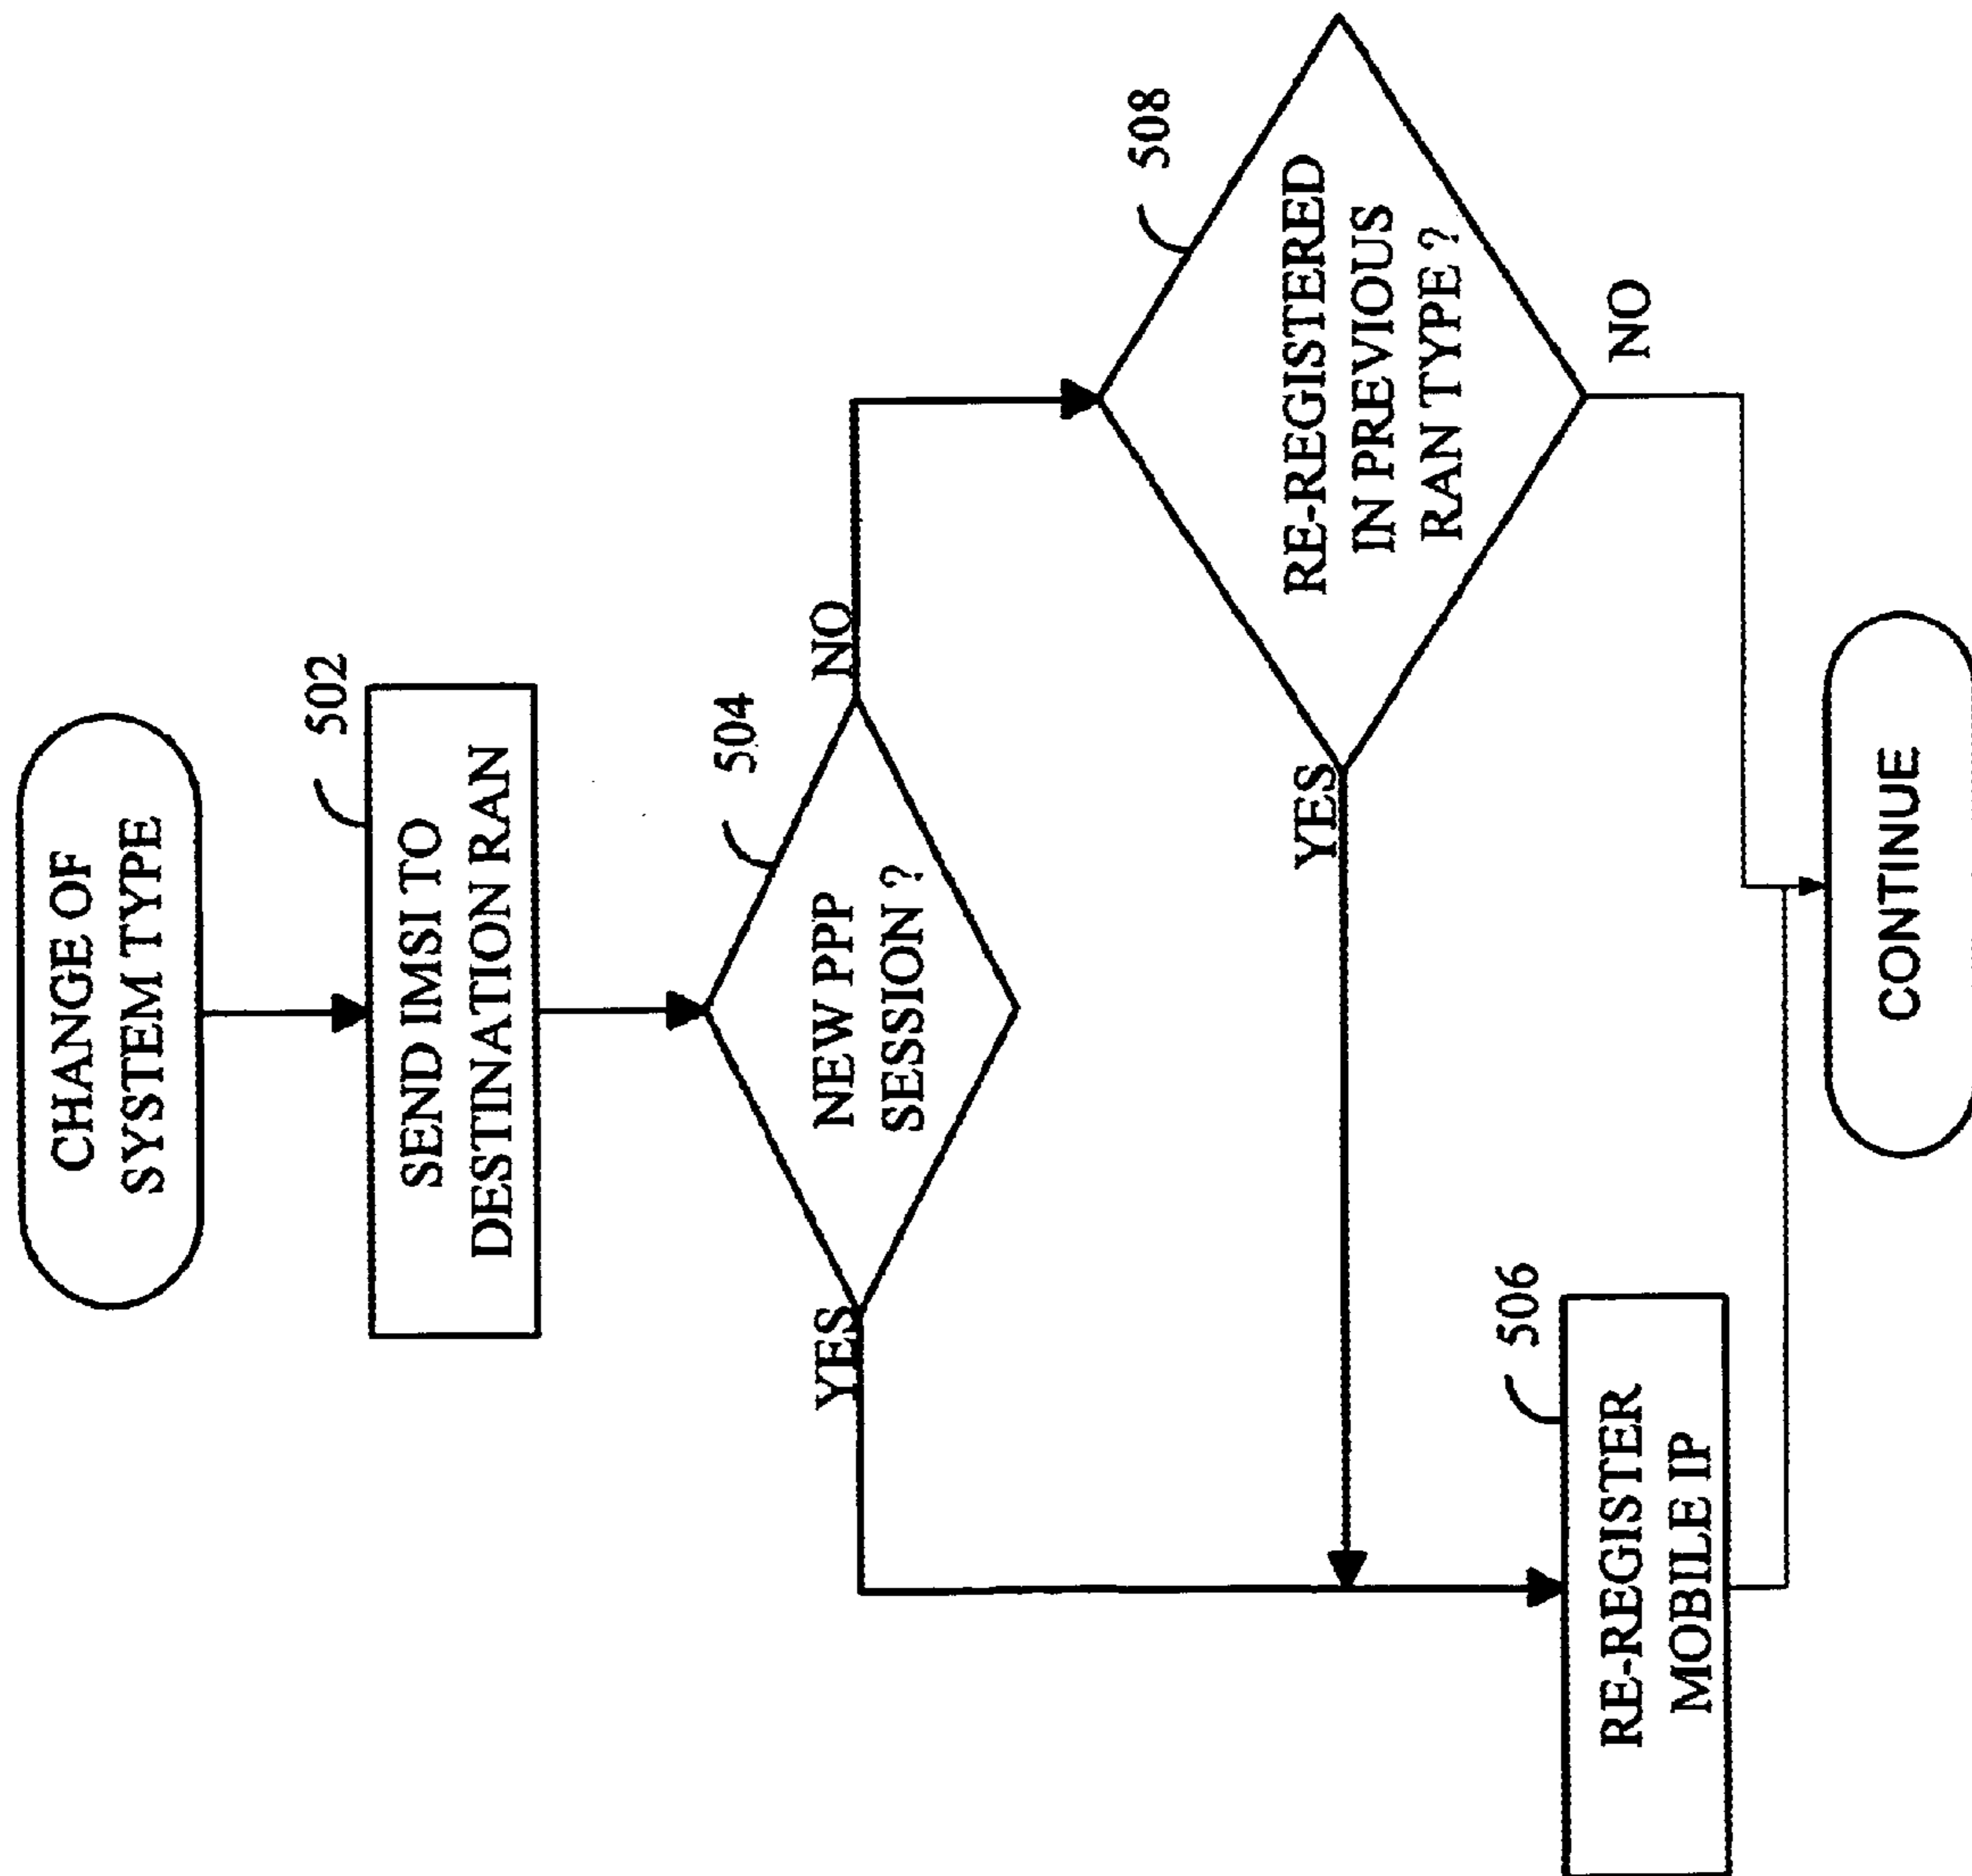 CHANGE OF
SYSTEM TYPE
502
SEND IMSI TO
DESTINATION RAN
504
NEW PPP
SESSION ?
YES
NO
508
RE-REGISTERED
IN PREVIOUS
RAN TYPE ?
YES
NO
506
RE-REGISTER
MOBILE IP
CONTINUE